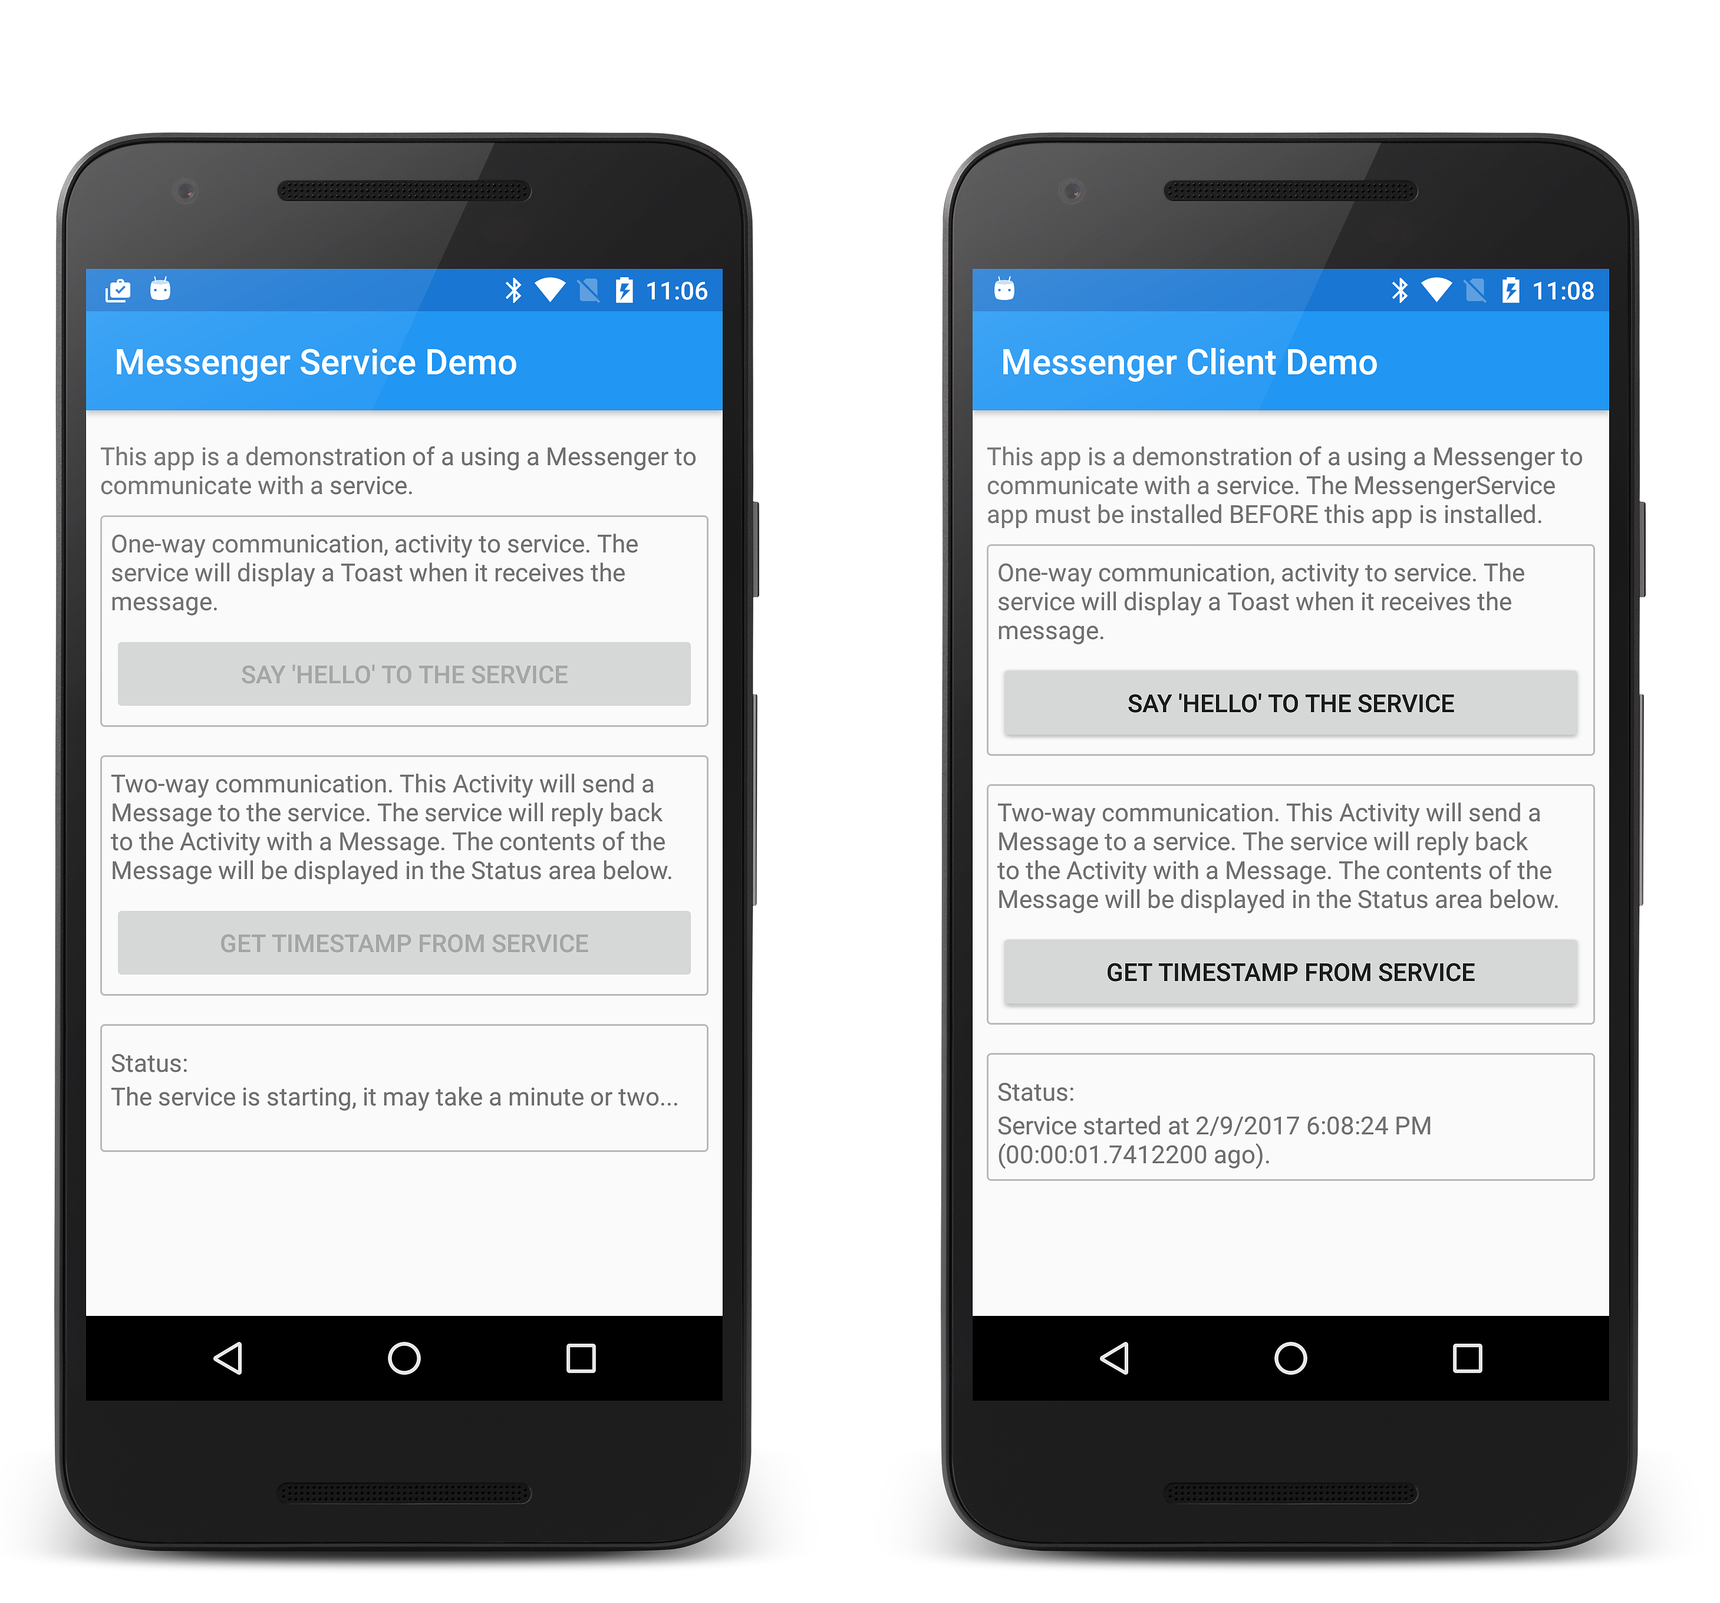 11:06
Messenger Service Demo
This app is a demonstration of a using a Messenger to
communicate with a service.
One-way communication, activity to service. The
service will display a Toast when it receives the
message.
SAY 'HELLO' TO THE SERVICE
Two-way communication. This Activity will send a
Message to the service. The service will reply back
to the Activity with a Message. The contents of the
Message will be displayed in the Status area below.
GET TIMESTAMP FROM SERVICE
Status:
The service is starting, it may take a minute or two...
11:08
Messenger Client Demo
This app is a demonstration of a using a Messenger to
communicate with a service. The MessengerService
app must be installed BEFORE this app is installed.
One-way communication, activity to service. The
service will display a Toast when it receives the
message.
SAY 'HELLO' TO THE SERVICE
Two-way communication. This Activity will send a
Message to a service. The service will reply back
to the Activity with a Message. The contents of the
Message will be displayed in the Status area below.
GET TIMESTAMP FROM SERVICE
Status:
Service started at 2/9/2017 6:08:24 PM
(00:00:01.7412200 ago).